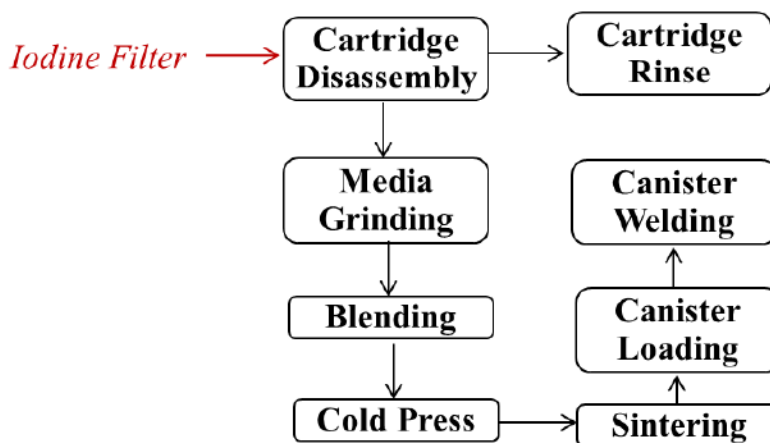 Iodine Filter
Cartridge
Disassembly
Cartridge
Rinse
Media
Grinding
Canister
Welding
Blending
Canister
Loading
Cold Press
Sintering